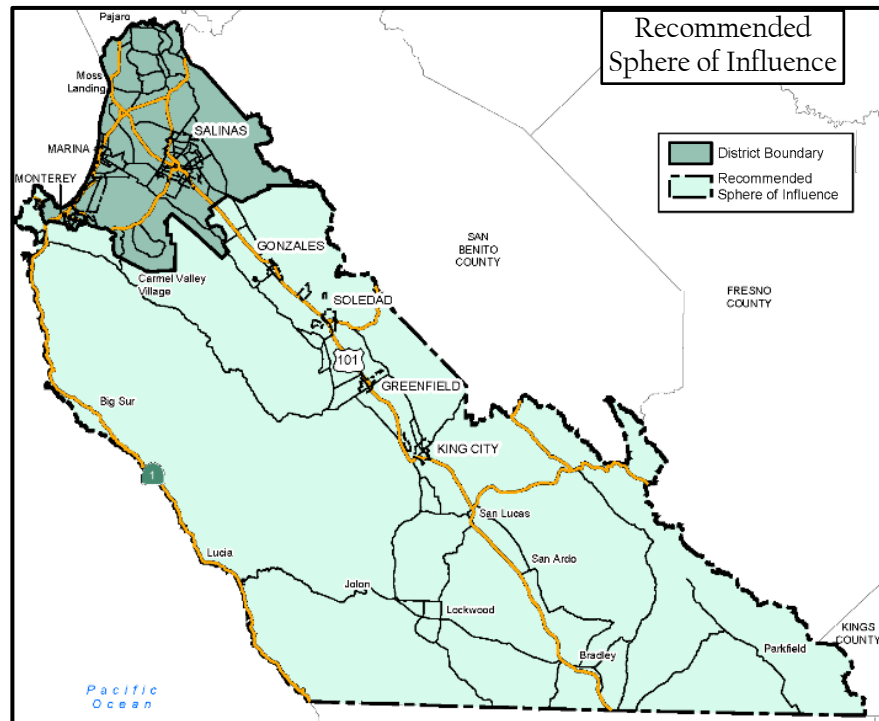 Recommended
Sphere of Influence
Pajaro
Moss
Landing
SALINAS
MARINA
District Boundary
MONTEREY
Recommended
Sphere of Influence
GONZALES
SAN
BENITO
COUNTY
Carmel Valley
Village
FRESNO
COUNTY
SOLEDAD
101
GREENFIELD
Big Sur
KING CITY
1
San Lucas
Lucia
San Ardo
Jolon
Lockwood
KINGS
COUNTY
Parkfield
Bradley
Pacific
Ocean